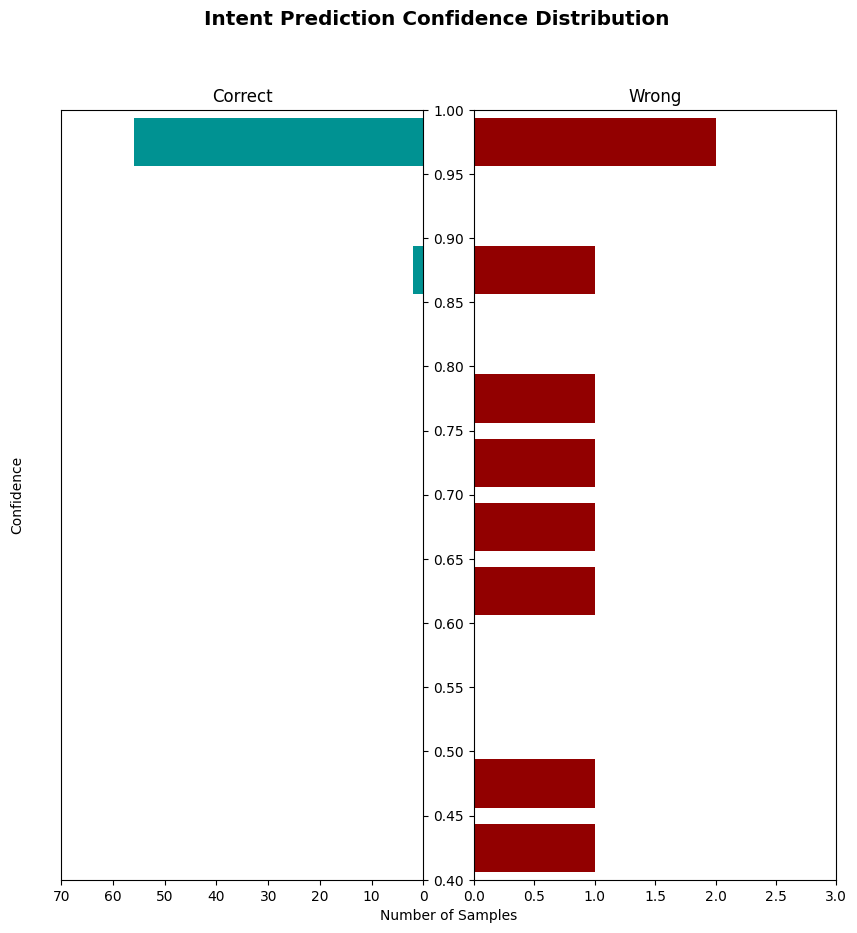 Intent Prediction Confidence Distribution
Correct
Wrong
1.00
0.95
0.90
0.85
0.80
0.75
0.70
0.65
0.60
0.55
0.50
0.45
0.40
Confidence
70 60 50 40 30 20 10 0
0.0 0.5 1.0 1.5 2.0 2.5 3.0
Number of Samples